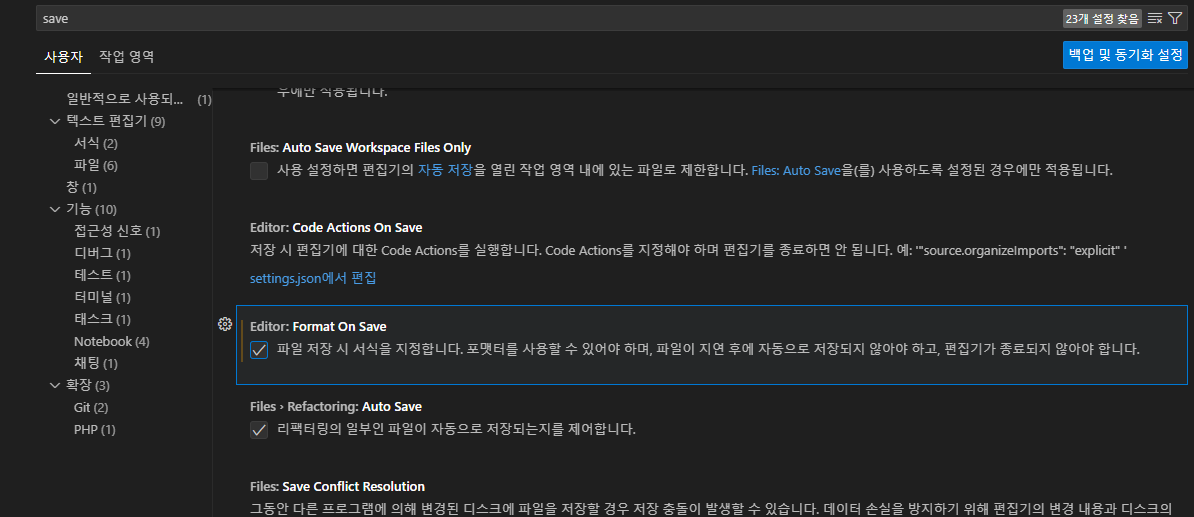 save
23개 설정 찾음
사용자 작업 영역
백업 및 동기화 설정
일반적으로 사용되... (1)
텍스트 편집기 (9)
서식 (2)
파일 (6)
창 (1)
기능 (10)
접근성 신호 (1)
디버그 (1)
테스트 (1)
터미널 (1)
태스크 (1)
Notebook (4)
채팅 (1)
확장 (3)
Git (2)
PHP (1)
우에만 적용됩니다.
Files: Auto Save Workspace Files Only
사용 설정하면 편집기의 자동 저장을 열린 작업 영역 내에 있는 파일로 제한합니다. Files: Auto Save을(를) 사용하도록 설정된 경우에만 적용됩니다.
Editor: Code Actions On Save
저장 시 편집기에 대한 Code Actions를 실행합니다. Code Actions를 지정해야 하며 편집기를 종료하면 안 됩니다. 예: '"source.organizeImports": "explicit" '
settings.json에서 편집
Editor: Format On Save
파일 저장 시 서식을 지정합니다. 포맷터를 사용할 수 있어야 하며, 파일이 지연 후에 자동으로 저장되지 않아야 하고, 편집기가 종료되지 않아야 합니다.
Files › Refactoring: Auto Save
리팩터링의 일부인 파일이 자동으로 저장되는지를 제어합니다.
Files: Save Conflict Resolution
그동안 다른 프로그램에 의해 변경된 디스크에 파일을 저장할 경우 저장 충돌이 발생할 수 있습니다. 데이터 손실을 방지하기 위해 편집기의 변경 내용과 디스크의